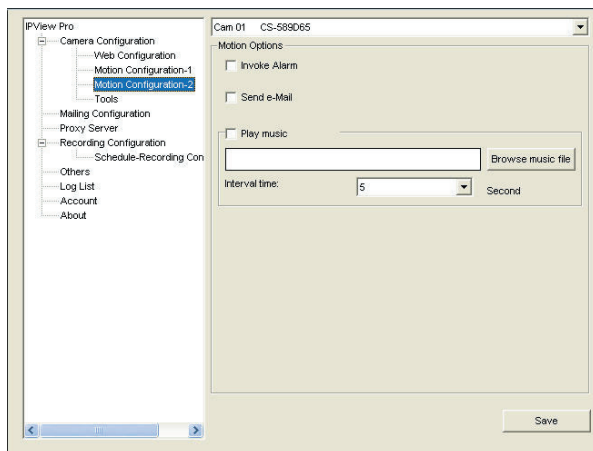 IPView Pro
Camera Configuration
Web Configuration
Motion Configuration-1
Motion Configuration-2
Tools
Mailing Configuration
Proxy Server
Recording Configuration
Schedule-Recording Con
Others
Log List
Account
About
Cam 01 CS-589D65
Motion Options
Invoke Alarm
Send e-Mail
Play music
Browse music file
Interval time:
5
Second
Save